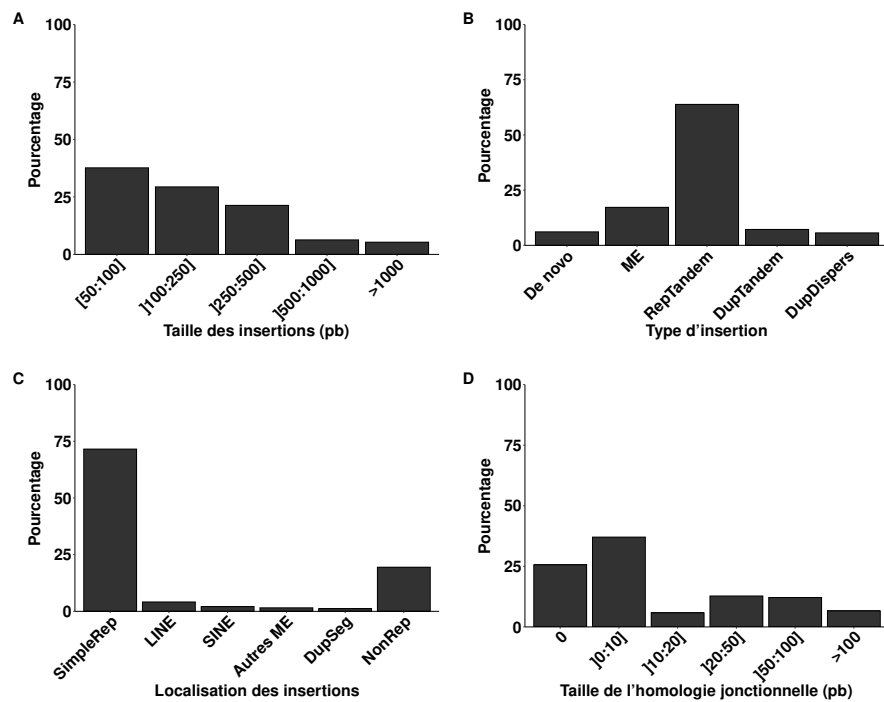 A
100
75
50
25
0
Pourcentage
[50:100]
]100:250]
]250:500]
]500:1000]
>1000
Taille des insertions (pb)
B
100
75
50
25
0
Pourcentage
De novo
ME
RepTandem
DupTandem
DupDispers
Type d'insertion
C
100
75
50
25
0
Pourcentage
SimpleRep
LINE
SINE
Autres ME
DupSeg
NonRep
Localisation des insertions
D
100
75
50
25
0
Pourcentage
0
]0:10]
]10:20]
]20:50]
]50:100]
>100
Taille de l'homologie jonctionnelle (pb)